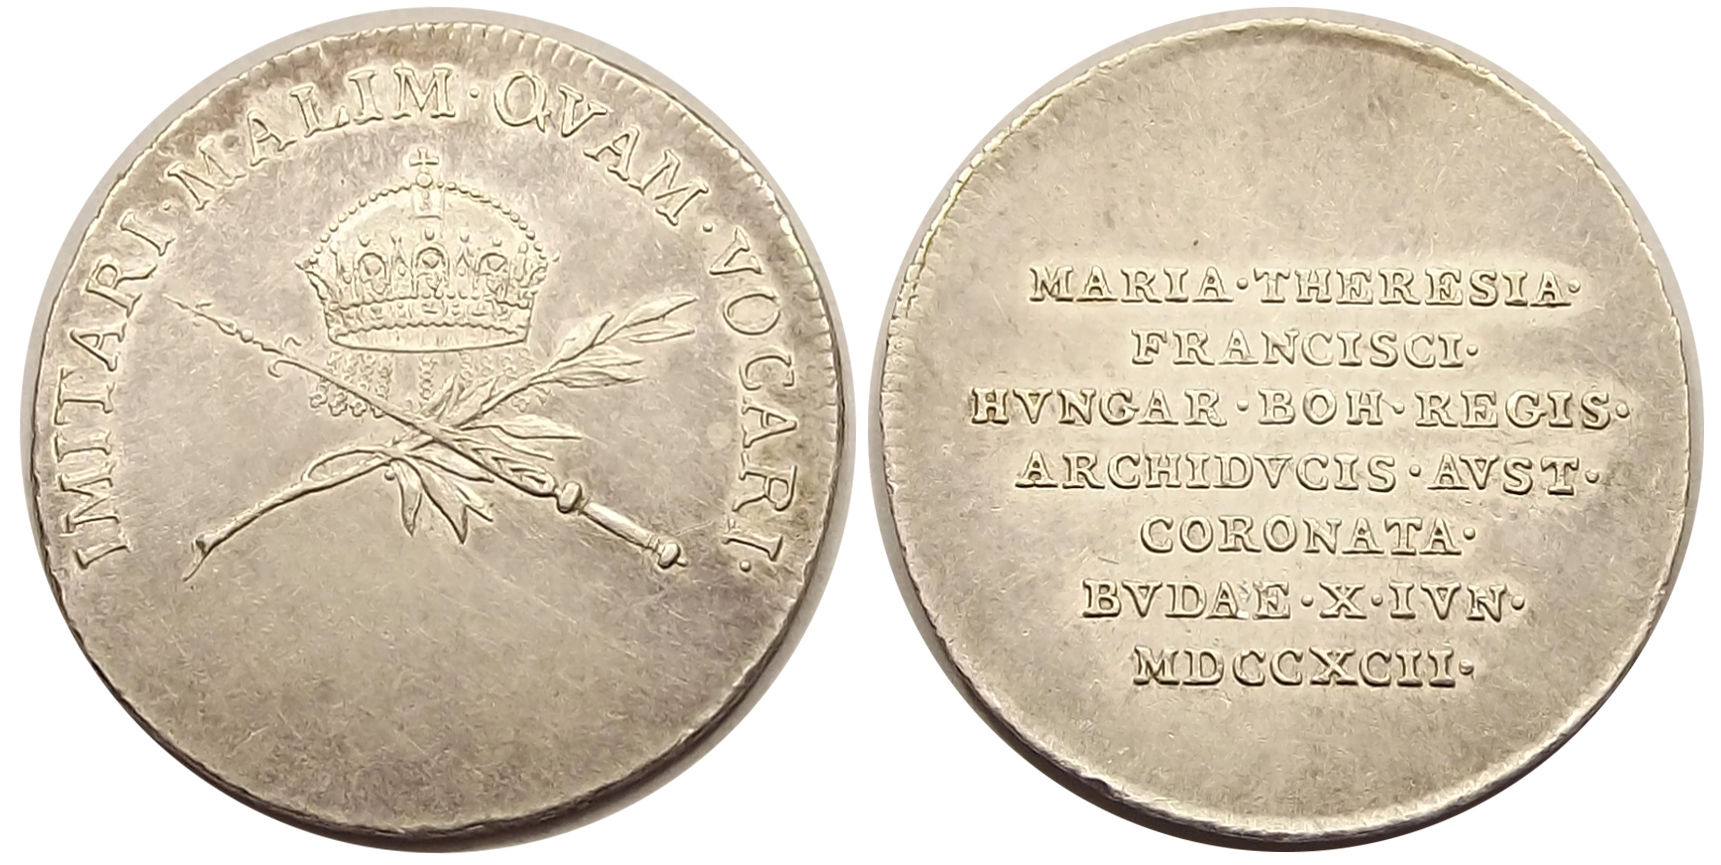 IMITARI·MALIM·QVAM·VOCARI·
MARIA·THERESIA·
FRANCISCI·
HVNGAR·BOH·REGIS·
ARCHIDVCIS·AVST·
CORONATA·
BVDAE·X·IVN·
MDCCXCII·